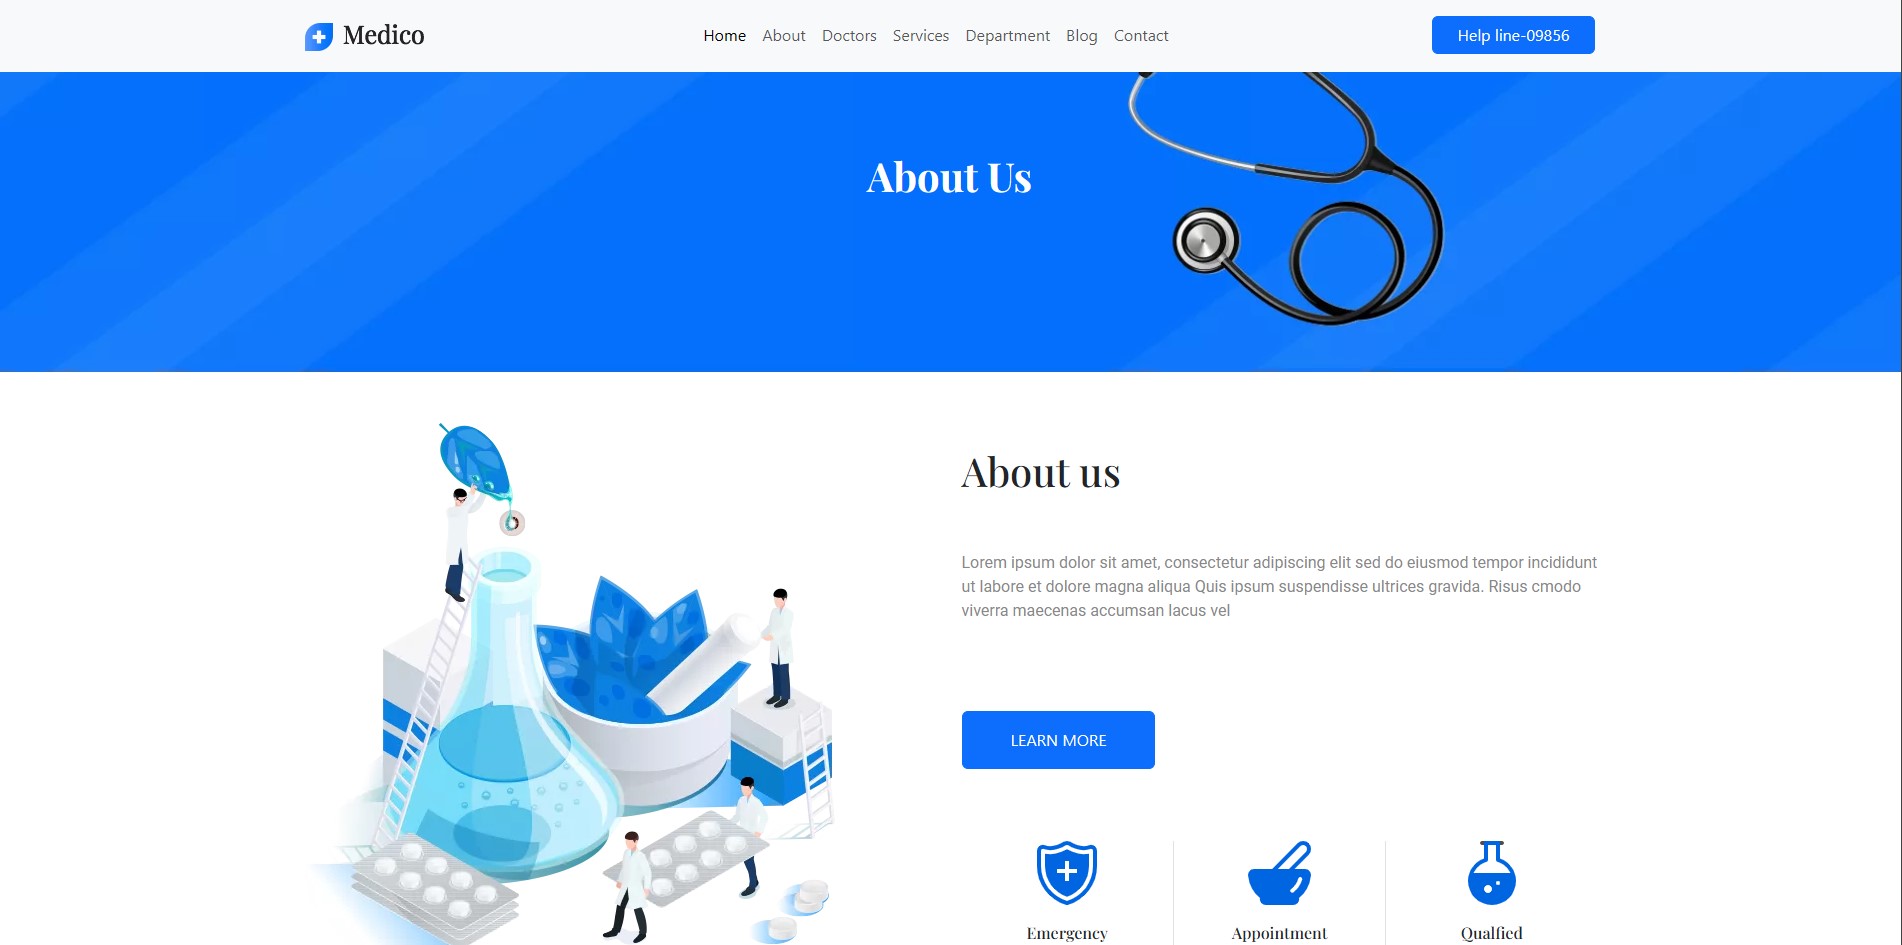 Medico
Home About Doctors Services Department Blog Contact
Help line-09856
About Us
About us
Lorem ipsum dolor sit amet, consectetur adipiscing elit sed do eiusmod tempor incididunt
ut labore et dolore magna aliqua Quis ipsum suspendisse ultrices gravida. Risus cmodo
viverra maecenas accumsan lacus vel
LEARN MORE
Emergency Appointment Qualfied